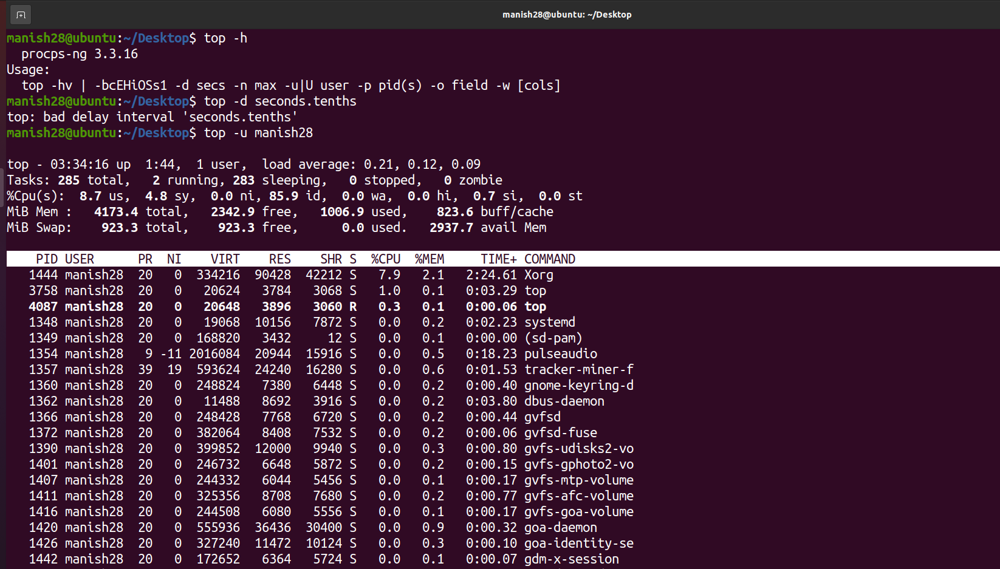 manish28@ubuntu: ~/Desktop
manish28@ubuntu:~/Desktop$ top -h
  procps-ng 3.3.16
Usage:
  top -hv | -bcEHiOSs1 -d secs -n max -u|U user -p pid(s) -o field -w [cols]
manish28@ubuntu:~/Desktop$ top -d seconds.tenths
top: bad delay interval 'seconds.tenths'
manish28@ubuntu:~/Desktop$ top -u manish28
top - 03:34:16 up  1:44,  1 user,  load average: 0.21, 0.12, 0.09
Tasks: 285 total,   2 running, 283 sleeping,   0 stopped,   0 zombie
%Cpu(s):  8.7 us,  4.8 sy,  0.0 ni, 85.9 id,  0.0 wa,  0.0 hi,  0.7 si,  0.0 st
MiB Mem :   4173.4 total,   2342.9 free,   1006.9 used,    823.6 buff/cache
MiB Swap:    923.3 total,    923.3 free,      0.0 used.   2937.7 avail Mem
    PID USER      PR  NI    VIRT    RES    SHR S  %CPU  %MEM     TIME+ COMMAND
   1444 manish28  20   0  334216  90428  42212 S   7.9   2.1   2:24.61 Xorg
   3758 manish28  20   0   20624   3784   3068 S   1.0   0.1   0:03.29 top
   4087 manish28  20   0   20648   3896   3060 R   0.3   0.1   0:00.06 top
   1348 manish28  20   0   19068  10156   7872 S   0.0   0.2   0:02.23 systemd
   1349 manish28  20   0  168820   3432     12 S   0.0   0.1   0:00.00 (sd-pam)
   1354 manish28   9 -11 2016084  20944  15916 S   0.0   0.5   0:18.23 pulseaudio
   1357 manish28  39  19  593624  24240  16280 S   0.0   0.6   0:01.53 tracker-miner-f
   1360 manish28  20   0  248824   7380   6448 S   0.0   0.2   0:00.40 gnome-keyring-d
   1362 manish28  20   0   11488   8692   3916 S   0.0   0.2   0:03.80 dbus-daemon
   1366 manish28  20   0  248428   7768   6720 S   0.0   0.2   0:00.44 gvfsd
   1372 manish28  20   0  382064   8408   7532 S   0.0   0.2   0:00.06 gvfsd-fuse
   1390 manish28  20   0  399852  12000   9940 S   0.0   0.3   0:00.80 gvfs-udisks2-vo
   1401 manish28  20   0  246732   6648   5872 S   0.0   0.2   0:00.15 gvfs-gphoto2-vo
   1407 manish28  20   0  244332   6044   5456 S   0.0   0.1   0:00.17 gvfs-mtp-volume
   1411 manish28  20   0  325356   8708   7680 S   0.0   0.2   0:00.77 gvfs-afc-volume
   1416 manish28  20   0  244508   6080   5556 S   0.0   0.1   0:00.17 gvfs-goa-volume
   1420 manish28  20   0  555936  36436  30400 S   0.0   0.9   0:00.32 goa-daemon
   1426 manish28  20   0  327240  11472  10124 S   0.0   0.3   0:00.10 goa-identity-se
   1442 manish28  20   0  172652   6364   5724 S   0.0   0.1   0:00.07 gdm-x-session